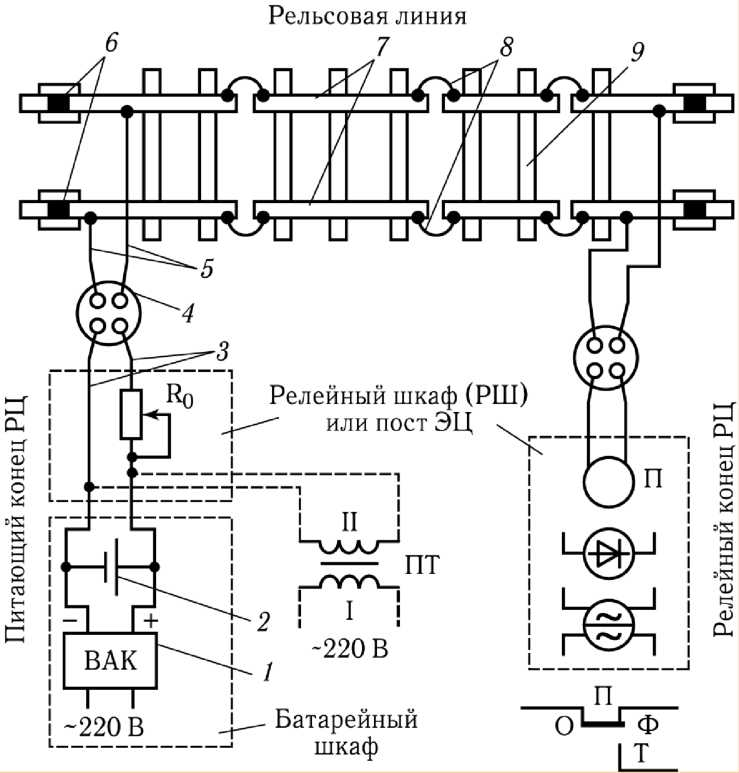 Рельсовая линия
6
7
8
9
5
4
3
R0
Релейный шкаф (РШ)
или пост ЭЦ
Питающий конец РЦ
Релейный конец РЦ
П
II
ПТ
I
~220 В
2
− +
ВАК
1
~220 В
Батарейный
шкаф
П
О Ф
Т